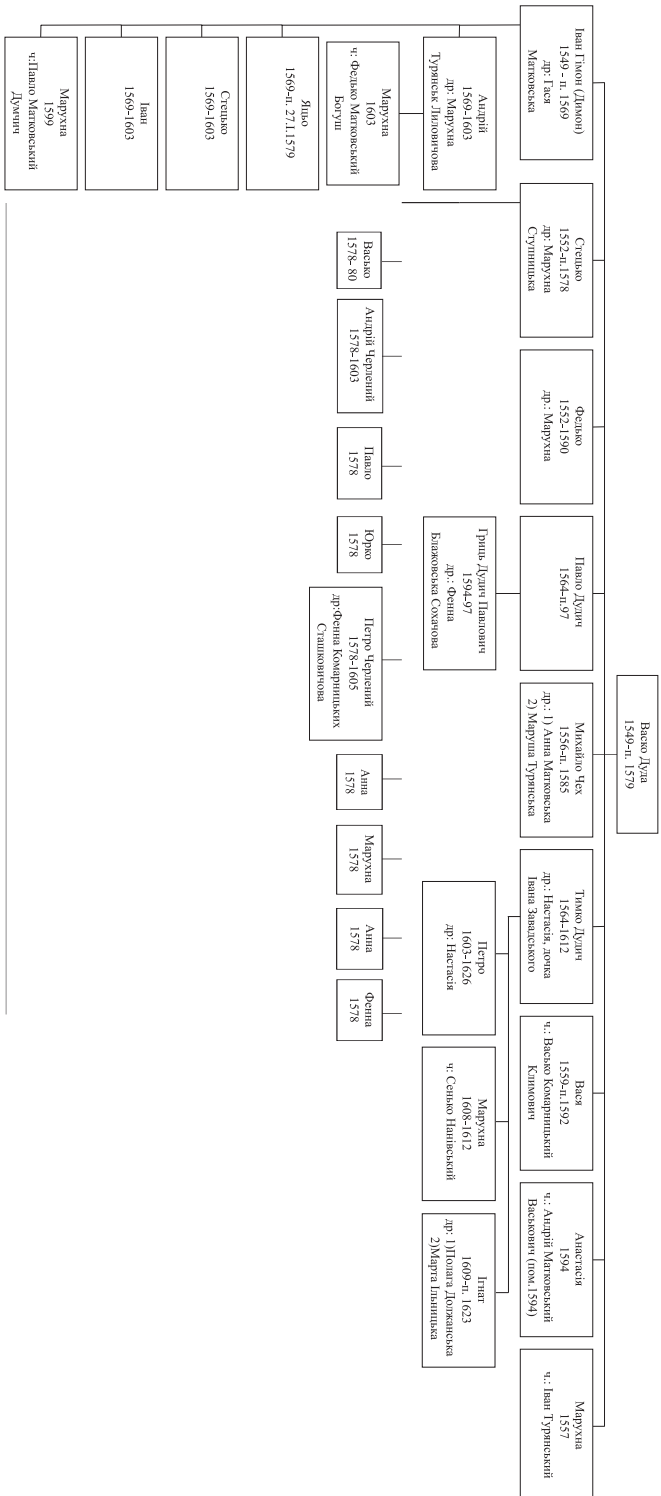 Васко Дуда
1549-п. 1579
Іван Гімон (Димон)
1549 - п. 1569
др: Гася
Матковська
Стецько
1552-п.1578
др: Марухна
Ступницька
Федько
1552-1590
др.: Марухна
Павло Дудич
1564-п.97
Михайло Чех
1556-п. 1585
др.: 1) Анна Матковська
2) Маруша Турянська
Тимко Дудич
1564-1612
др.: Настасія, дочка
Івана Завадського
Вася
1559-п.1592
ч.: Васько Комарницький
Климович
Анастасія
1594
ч.: Андрій Матковський
Васькович (пом.1594)
Марухна
1557
ч.: Іван Турянський
Андрій
1569-1603
др: Марухна
Турянськ Лиловичова
Марухна
1603
ч: Федько Матковський
Богуш
Яцьо
1569-п. 27.I.1579
Стецько
1569-1603
Іван
1569-1603
Марухна
1599
ч:Павло Матковський
Думчич
Гриць Дудич Павлович
1594-97
др.: Фенна
Блажовська Сохачова
Петро
1603-1626
др: Настасія
Марухна
1608-1612
ч: Сенько Нанівський
Ігнат
1609-п. 1623
др: 1)Полага Должанська
2)Марта Ільницька
Васько
1578- 80
Андрій Черлений
1578-1603
Павло
1578
Юрко
1578
Петро Черлений
1578-1605
др:Фенна Комарницьких
Сташковичова
Анна
1578
Марухна
1578
Анна
1578
Фенна
1578